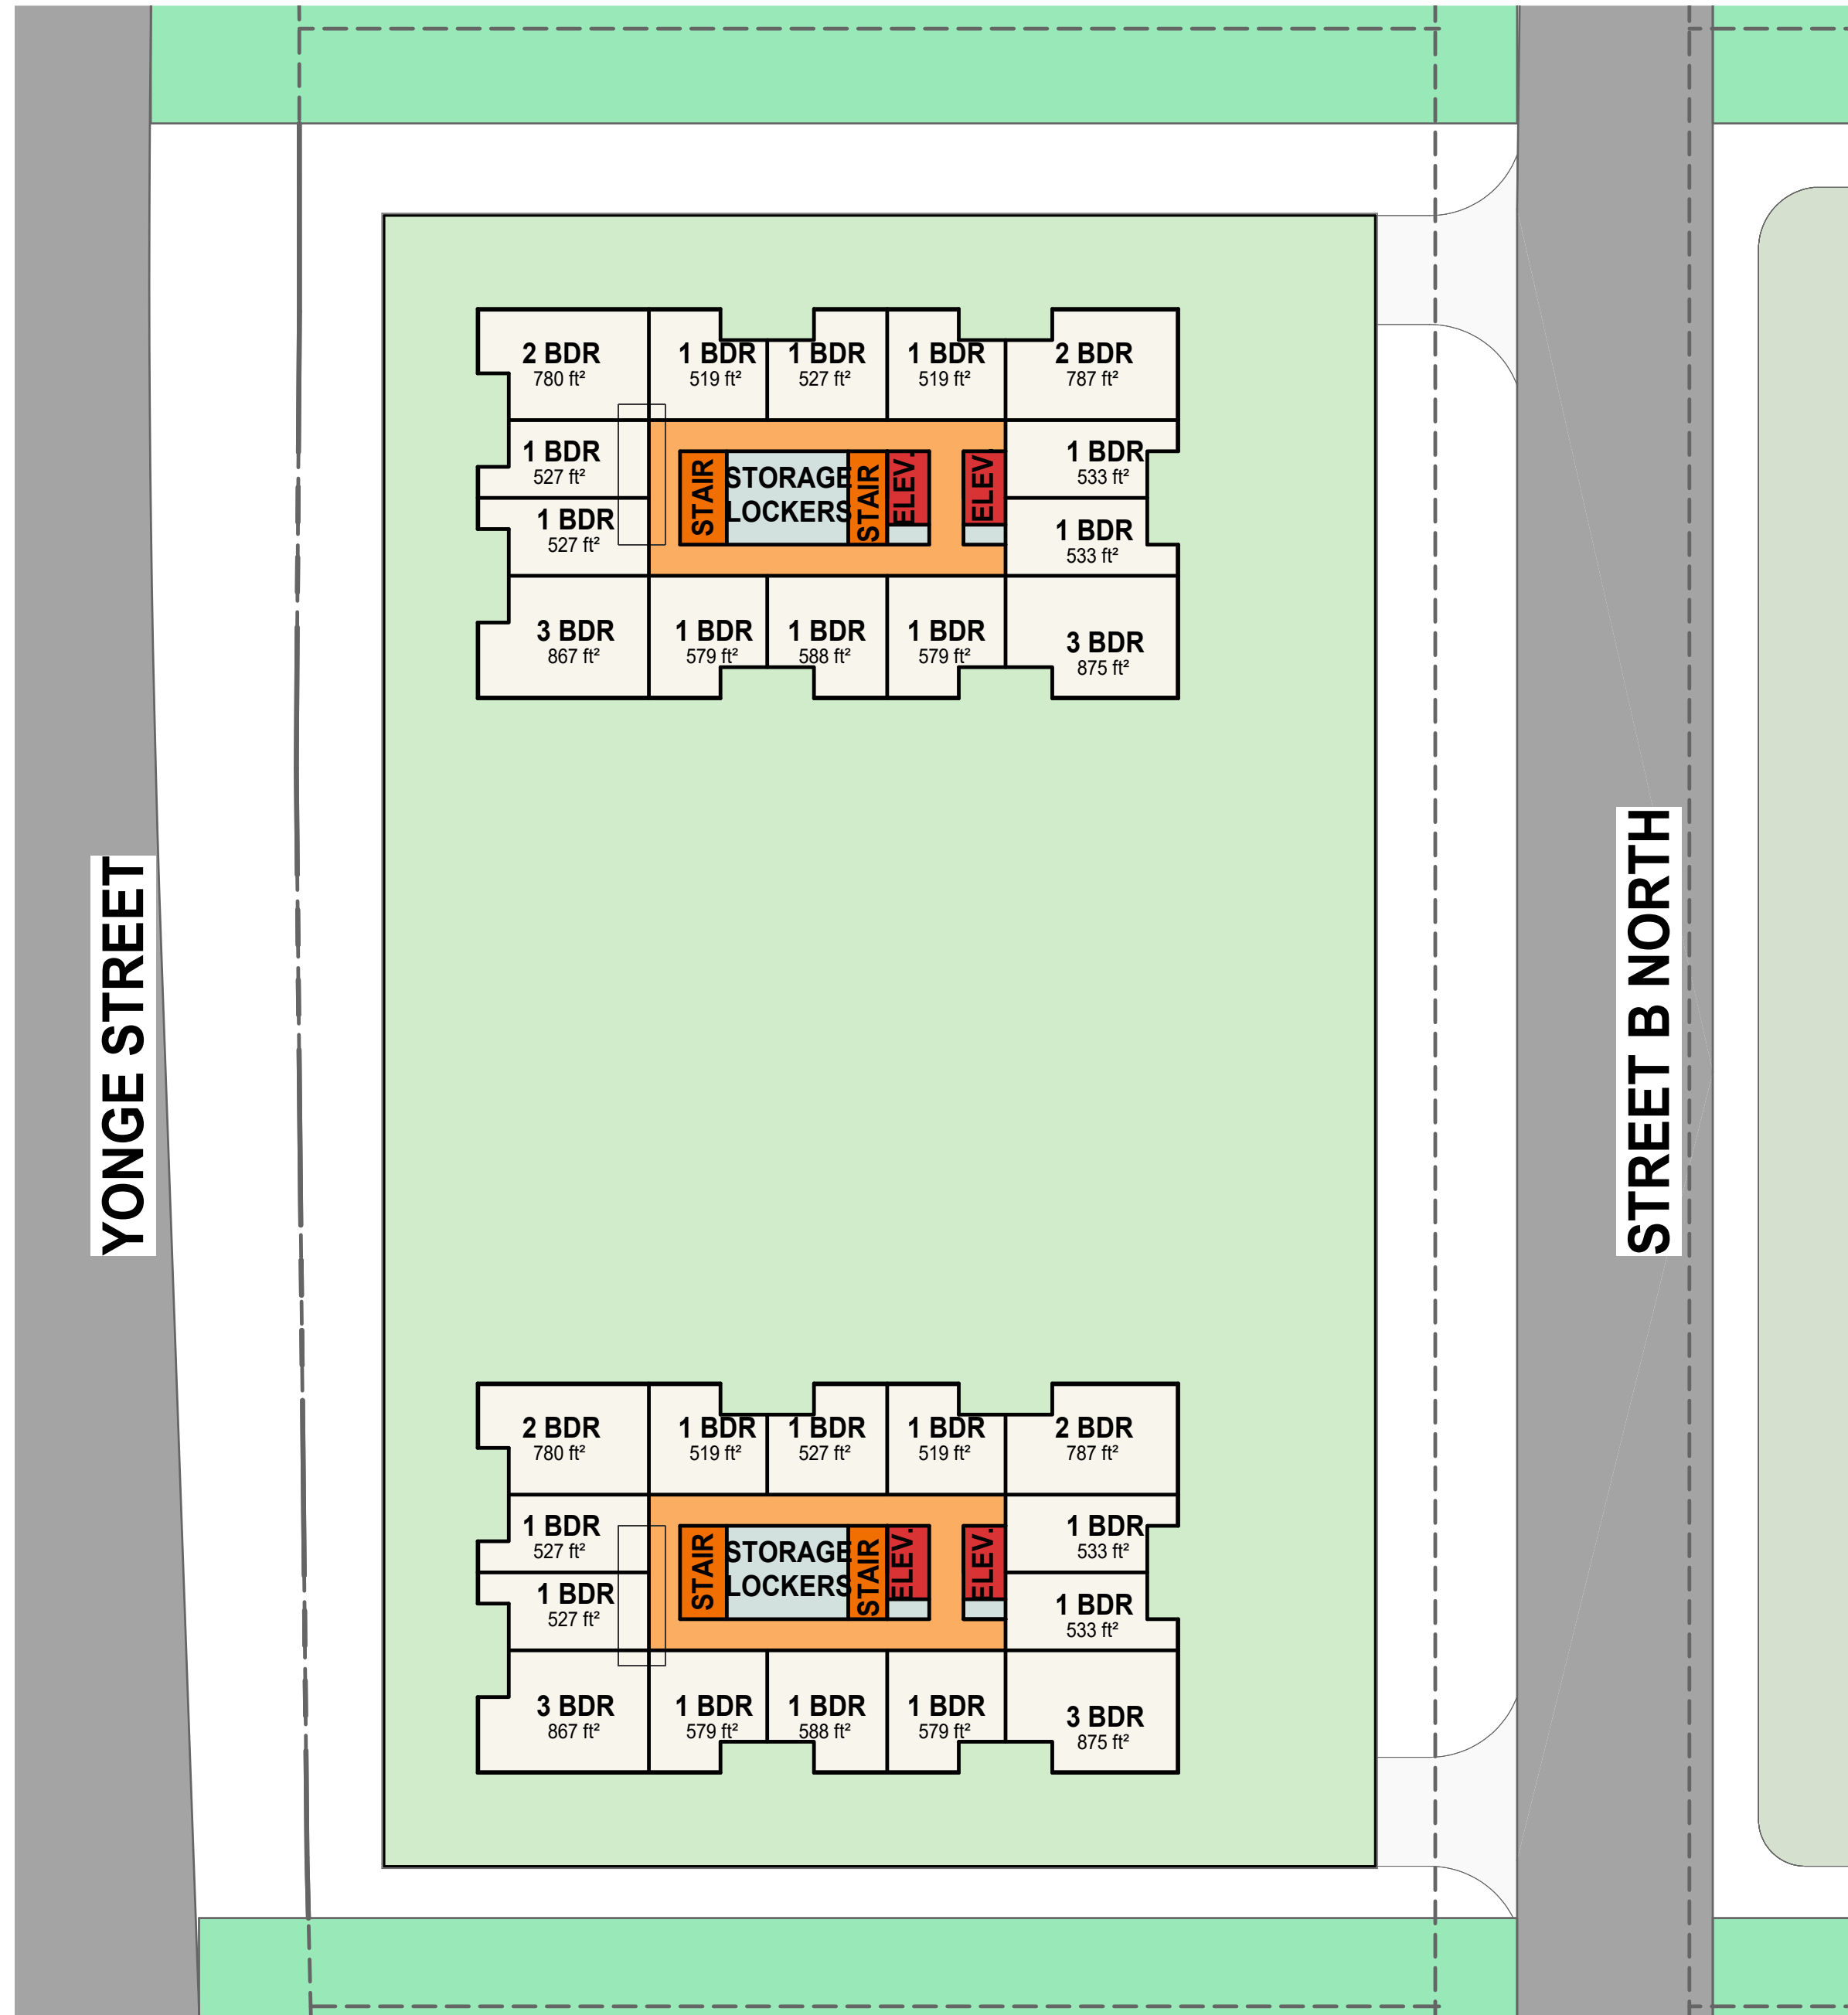 2 BDR
780 ft²
1 BDR
519 ft²
1 BDR
527 ft²
1 BDR
519 ft²
2 BDR
787 ft²
1 BDR
527 ft²
1 BDR
533 ft²
STAIR
STORAGE
LOCKERS
STAIR
ELEV.
ELEV.
1 BDR
527 ft²
1 BDR
533 ft²
3 BDR
867 ft²
1 BDR
579 ft²
1 BDR
588 ft²
1 BDR
579 ft²
3 BDR
875 ft²
YONGE STREET
STREET B NORTH
2 BDR
780 ft²
1 BDR
519 ft²
1 BDR
527 ft²
1 BDR
519 ft²
2 BDR
787 ft²
1 BDR
527 ft²
1 BDR
533 ft²
STAIR
STORAGE
LOCKERS
STAIR
ELEV.
ELEV.
1 BDR
527 ft²
1 BDR
533 ft²
3 BDR
867 ft²
1 BDR
579 ft²
1 BDR
588 ft²
1 BDR
579 ft²
3 BDR
875 ft²